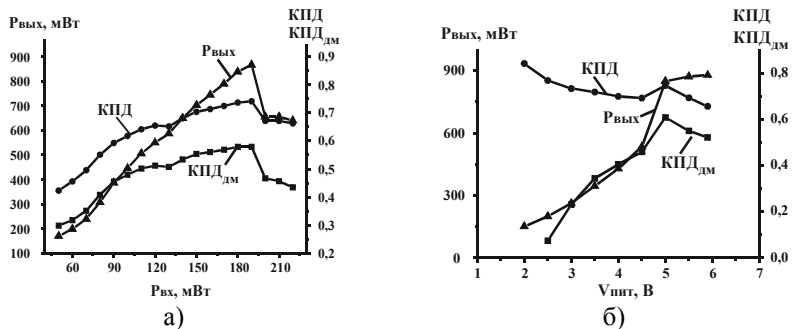 Pвых, мВт
КПД
КПДдм
900
800
700
600
500
400
300
200
100
0,9
0,8
0,7
0,6
0,5
0,4
0,3
0,2
Pвых
КПД
КПДдм
60 90 120 150 180 210
Pвх, мВт
а)
Pвых, мВт
КПД
КПДдм
900
600
300
0
0,8
0,6
0,4
0,2
0,0
КПД
Pвых
КПДдм
1 2 3 4 5 6 7
Vпит, В
б)